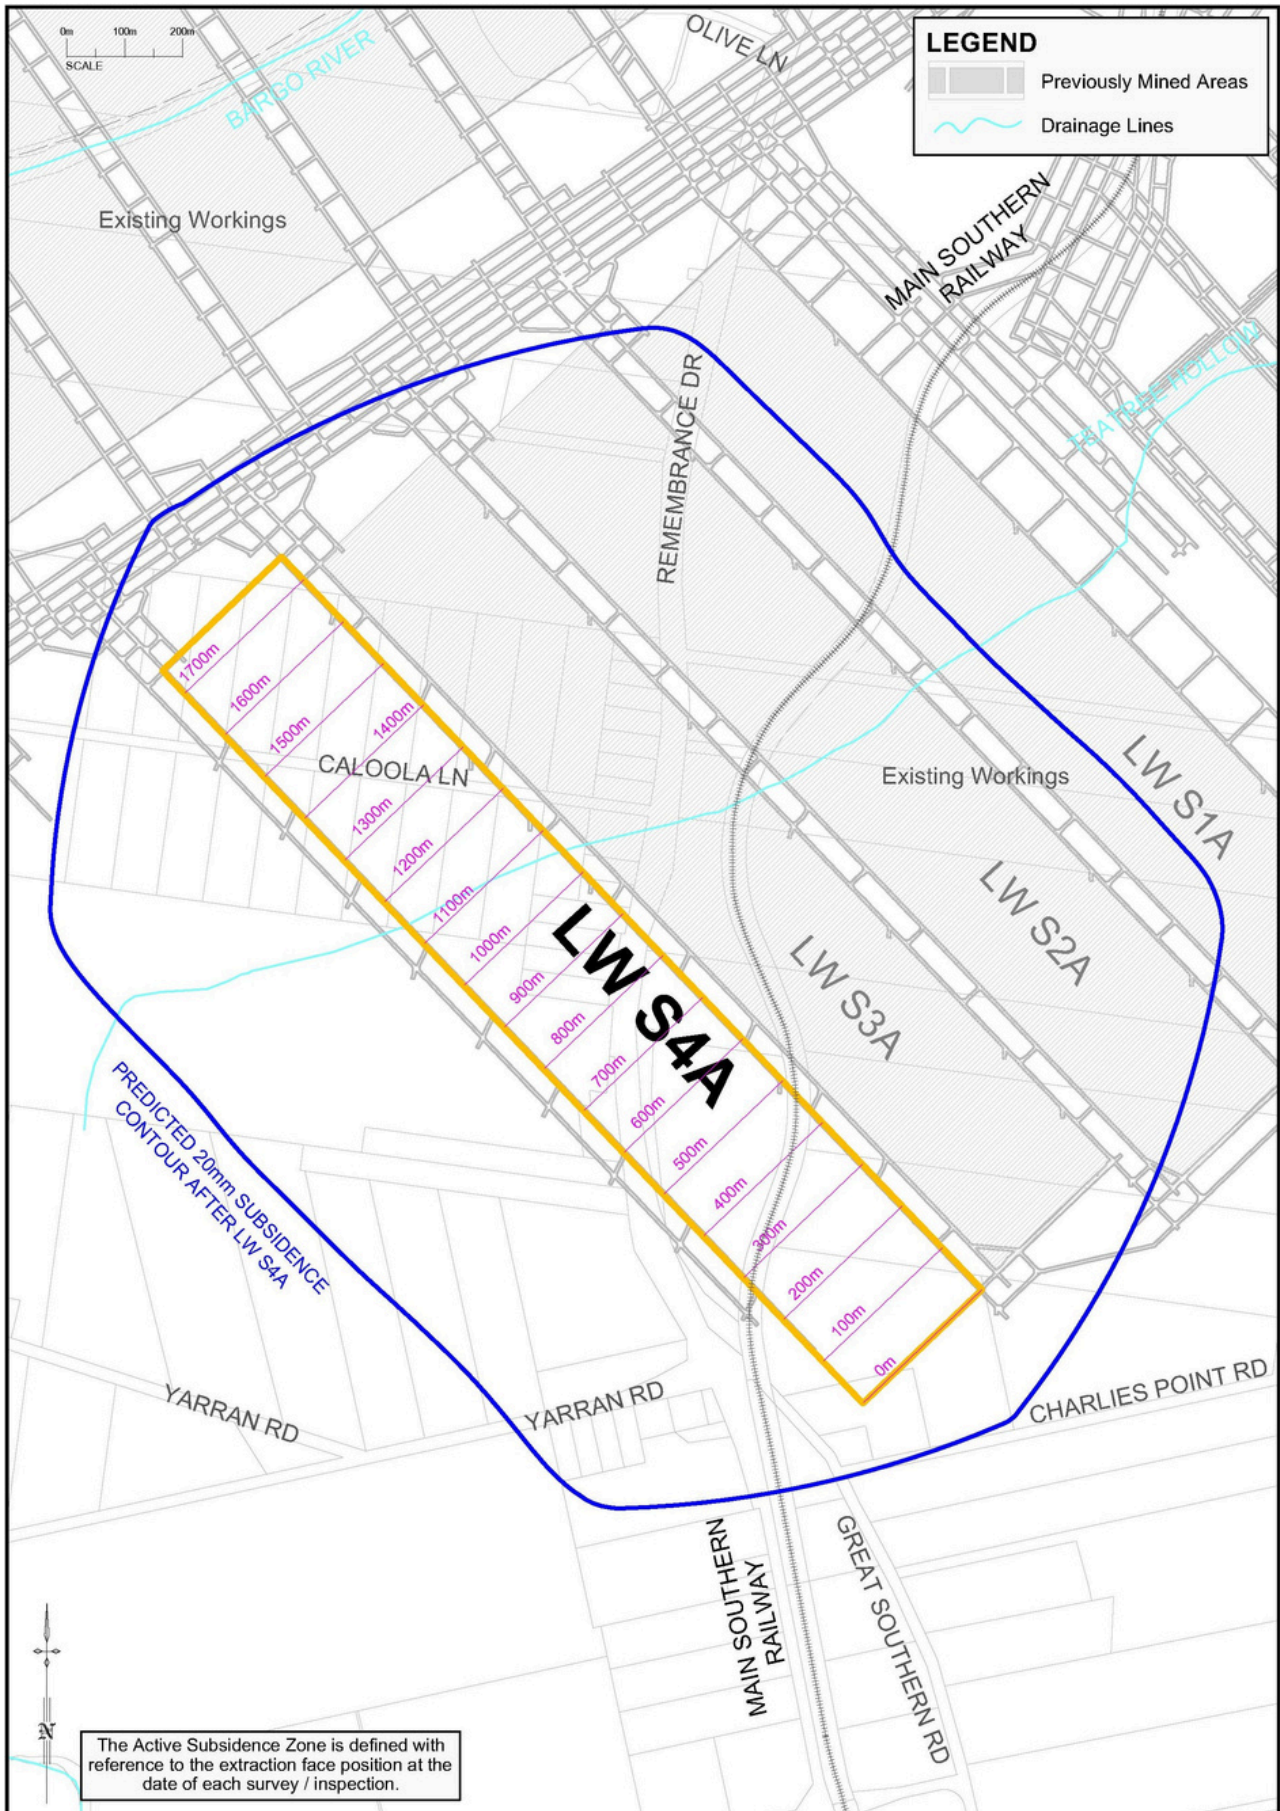 0m 100m 200m
SCALE
BARGO RIVER
OLIVE LN
LEGEND
Previously Mined Areas
Drainage Lines
Existing Workings
MAIN SOUTHERN
RAILWAY
TEATREE HOLLOW
REMEMBRANCE DR
1700m
1600m
1500m
1400m
CALOOLA LN
1300m
1200m
1100m
1000m
900m
800m
700m
600m
500m
400m
300m
200m
100m
0m
LW S4A
Existing Workings
LW S1A
LW S2A
LW S3A
PREDICTED 20mm SUBSIDENCE
CONTOUR AFTER LW S4A
YARRAN RD
YARRAN RD
CHARLIES POINT RD
MAIN SOUTHERN
RAILWAY
GREAT SOUTHERN RD
N
The Active Subsidence Zone is defined with
reference to the extraction face position at the
date of each survey / inspection.